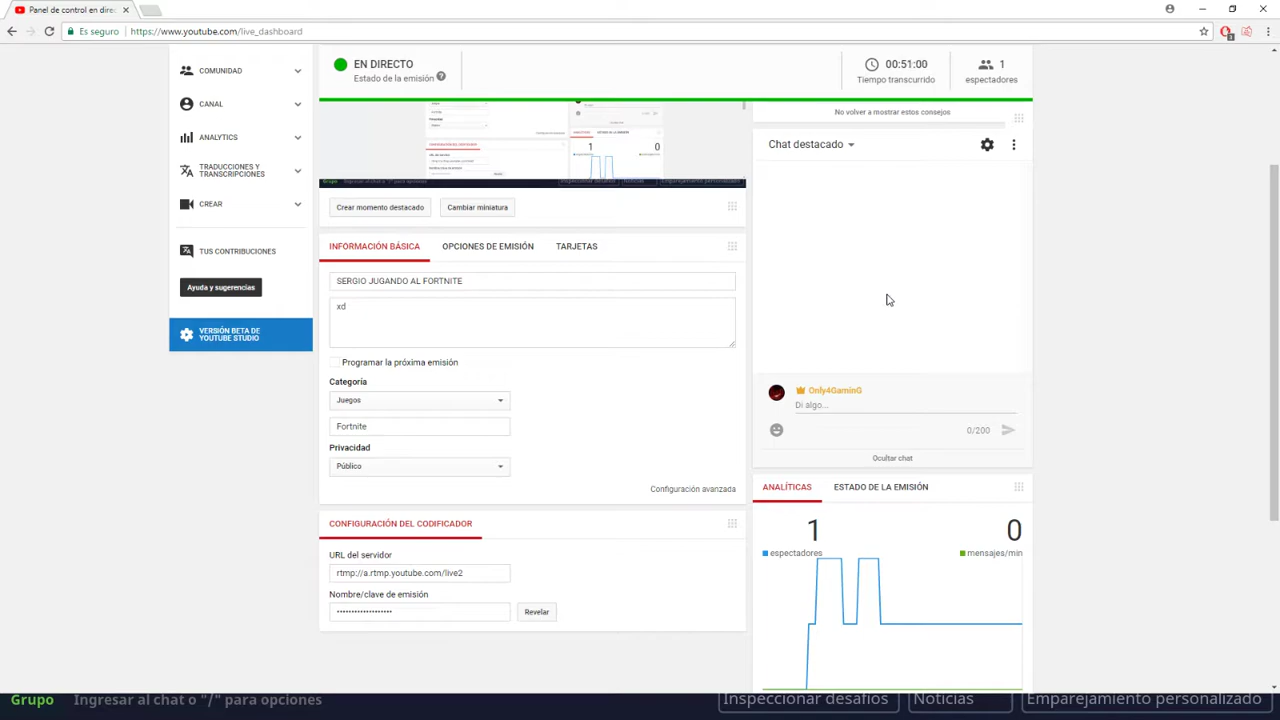 Panel de control en direc
Es seguro
https://www.youtube.com/live_dashboard
1
COMUNIDAD
CANAL
ANALYTICS
TRADUCCIONES Y
TRANSCRIPCIONES
CREAR
TUS CONTRIBUCIONES
Ayuda y sugerencias
VERSIÓN BETA DE
YOUTUBE STUDIO
EN DIRECTO
Estado de la emisión
00:51:00
Tiempo transcurrido
1
espectadores
1
0
Crear momento destacado
Cambiar miniatura
INFORMACIÓN BÁSICA
OPCIONES DE EMISIÓN
TARJETAS
SERGIO JUGANDO AL FORTNITE
xd
Programar la próxima emisión
Categoría
Juegos
Fortnite
Privacidad
Público
Configuración avanzada
CONFIGURACIÓN DEL CODIFICADOR
URL del servidor
rtmp://a.rtmp.youtube.com/live2
Nombre/clave de emisión
••••••••••••••••••••
Revelar
No volver a mostrar estos consejos
Chat destacado
Only4GaminG
Di algo...
0/200
Ocultar chat
ANALÍTICAS
ESTADO DE LA EMISIÓN
1
espectadores
0
mensajes/min
Grupo
Ingresar al chat o "/" para opciones
Inspeccionar desafíos
Noticias
Emparejamiento personalizado